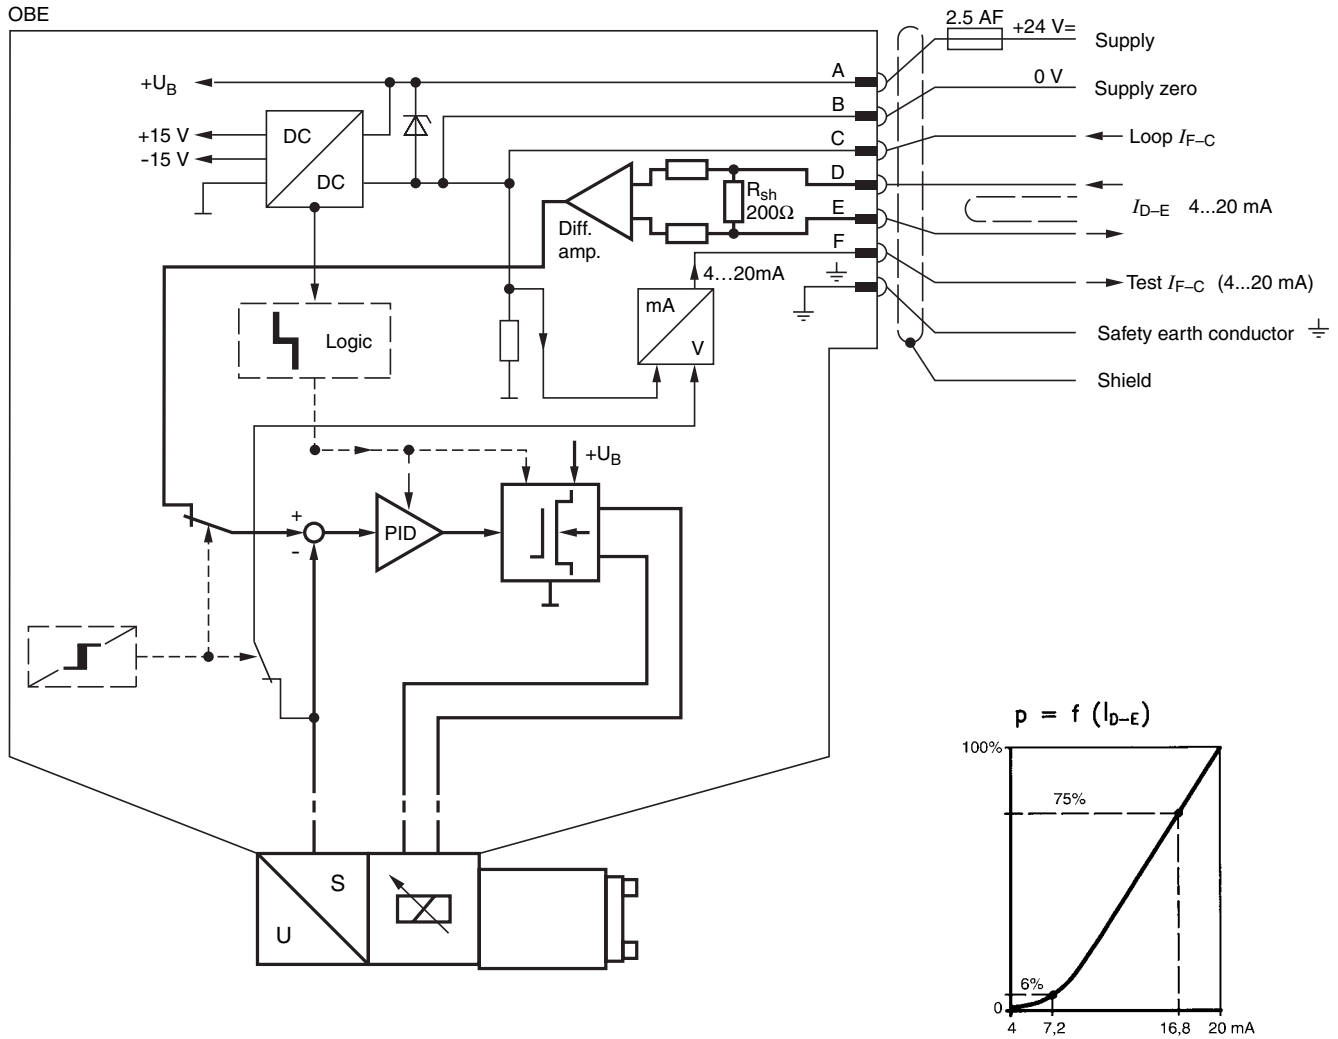 OBE
2.5 AF
+24 V=
Supply
+U_B
A
0 V
Supply zero
B
+15 V
-15 V
DC
DC
C
Loop I_F–C
D
R_sh
200Ω
E
I_D–E 4...20 mA
Diff.
amp.
F
4...20mA
Test I_F–C (4...20 mA)
mA
V
Logic
Safety earth conductor
Shield
+U_B
+
-
PID
S
U
p = f (I_D–E)
100%
75%
6%
0
4
7,2
16,8
20 mA